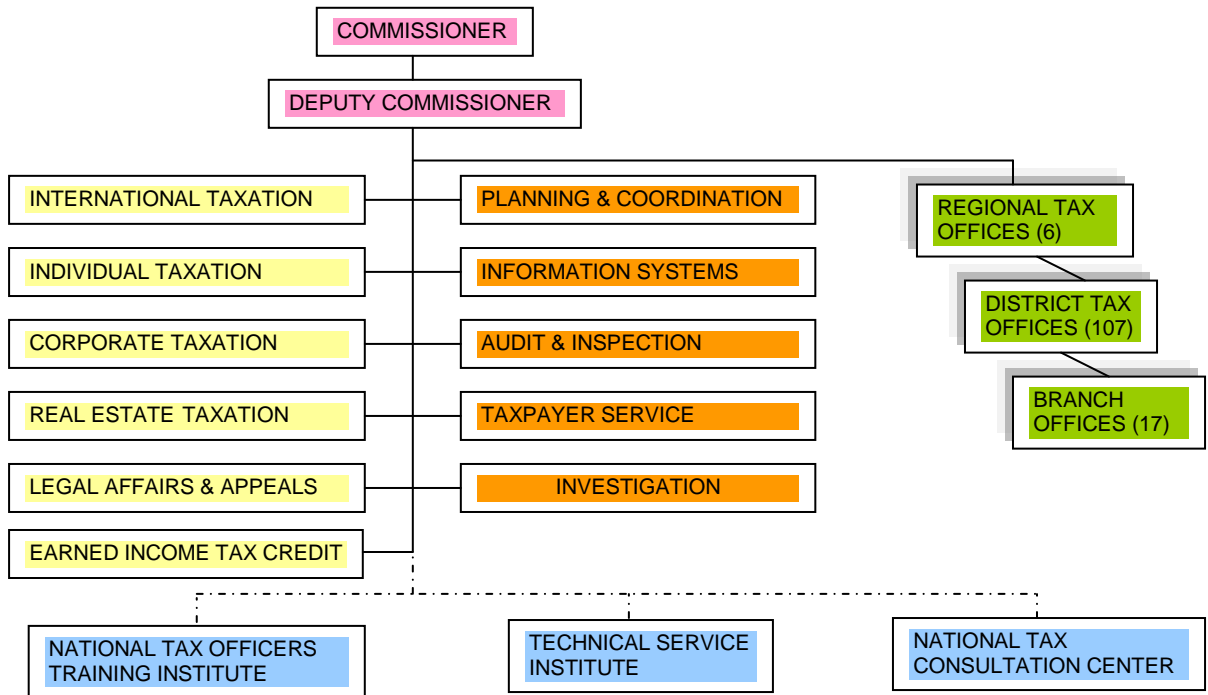 COMMISSIONER
DEPUTY COMMISSIONER
INTERNATIONAL TAXATION
PLANNING & COORDINATION
REGIONAL TAX
OFFICES (6)
INDIVIDUAL TAXATION
INFORMATION SYSTEMS
DISTRICT TAX
OFFICES (107)
CORPORATE TAXATION
AUDIT & INSPECTION
BRANCH
OFFICES (17)
REAL ESTATE TAXATION
TAXPAYER SERVICE
LEGAL AFFAIRS & APPEALS
INVESTIGATION
EARNED INCOME TAX CREDIT
NATIONAL TAX OFFICERS
TRAINING INSTITUTE
TECHNICAL SERVICE
INSTITUTE
NATIONAL TAX
CONSULTATION CENTER